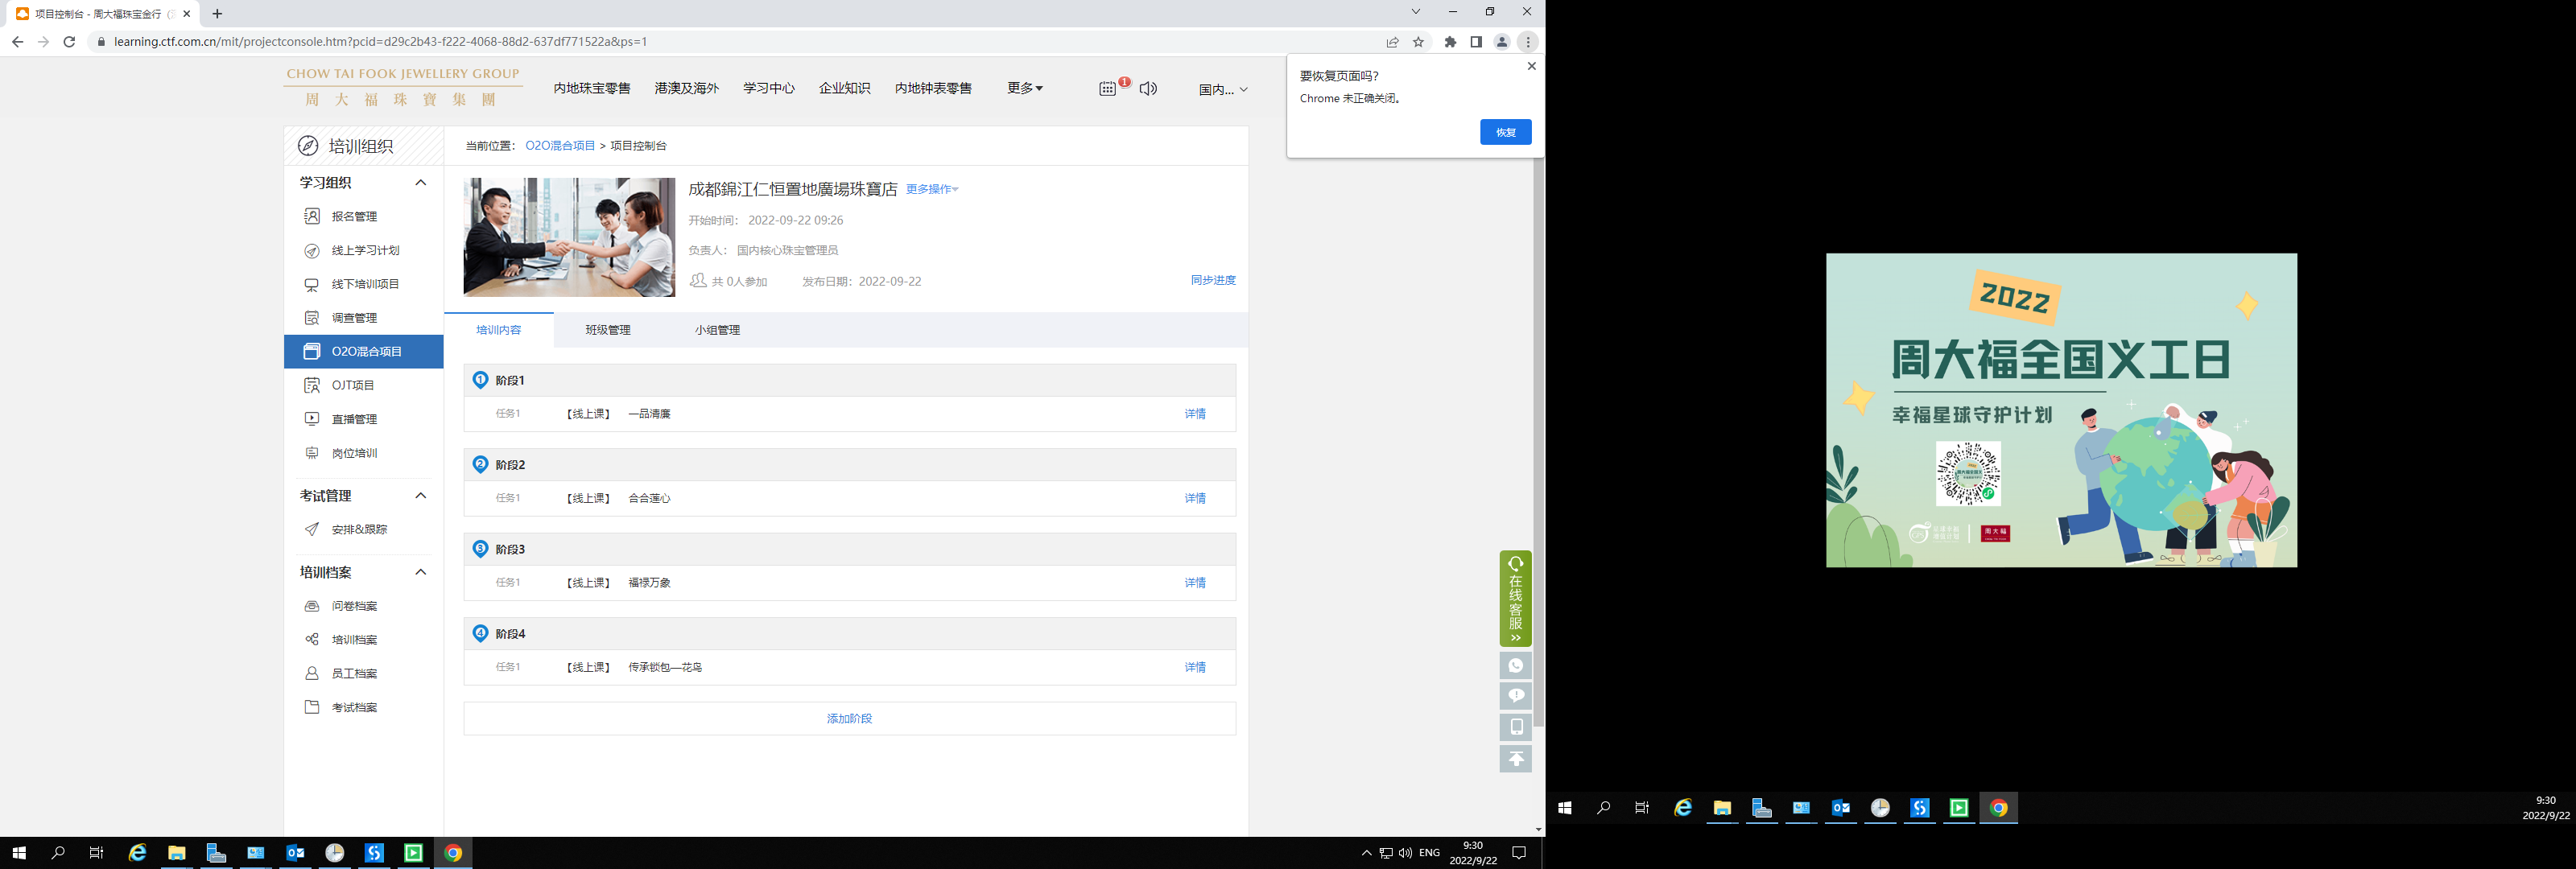 项目控制台 - 周大福珠宝金行
learning.ctf.com.cn/mit/projectconsole.htm?pcid=d29c2b43-f222-4068-88d2-637df771522a&ps=1
CHOW TAI FOOK JEWELLERY GROUP
周大福珠寶集團
内地珠宝零售 港澳及海外 学习中心 企业知识 内地钟表零售 更多
1
国内...
要恢复页面吗?
Chrome 未正确关闭。
恢复
培训组织
学习组织
报名管理
线上学习计划
线下培训项目
调查管理
O2O混合项目
OJT项目
直播管理
岗位培训
考试管理
安排&跟踪
培训档案
问卷档案
培训档案
员工档案
考试档案
当前位置： O2O混合项目 > 项目控制台
成都錦江仁恒置地廣場珠寶店 更多操作
开始时间： 2022-09-22 09:26
负责人： 国内核心珠宝管理员
共 0人参加 发布日期：2022-09-22
同步进度
培训内容 班级管理 小组管理
1 阶段1
任务1 【线上课】 一品清廉 详情
2 阶段2
任务1 【线上课】 合合莲心 详情
3 阶段3
任务1 【线上课】 福禄万象 详情
4 阶段4
任务1 【线上课】 传承锁包—花鸟 详情
添加阶段
在线客服
ENG
9:30
2022/9/22
2022
周大福全国义工日
幸福星球守护计划
周大福
9:30
2022/9/22